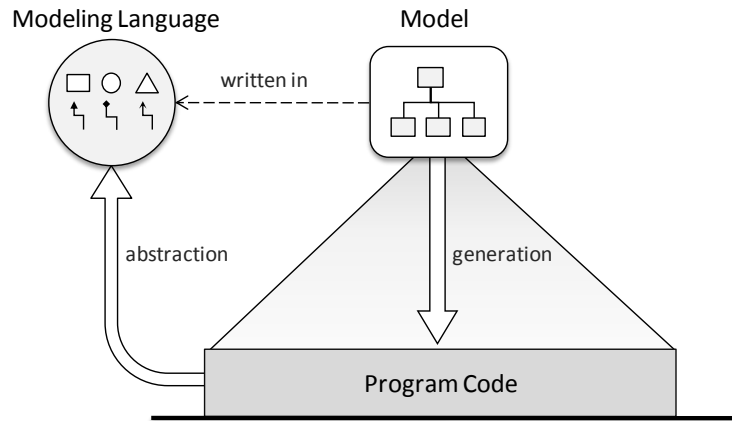 Modeling Language
Model
written in
abstraction
generation
Program Code